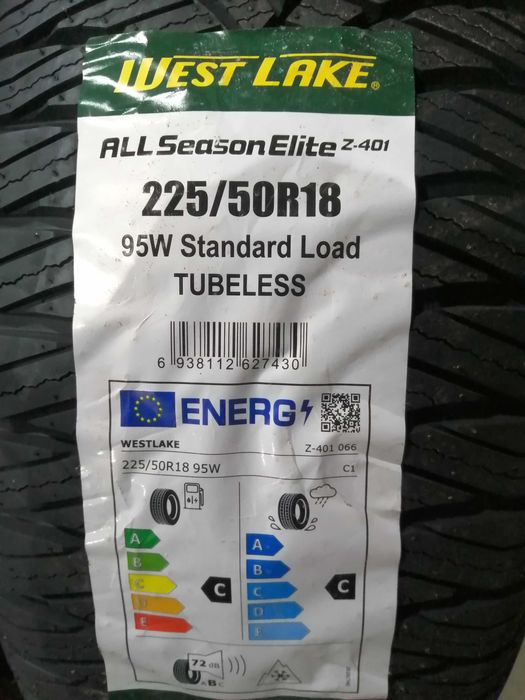 WEST LAKE®
ALL Season Elite Z-401
225/50R18
95W Standard Load
TUBELESS
6 938112 627430
ENERG
WESTLAKE Z-401 066
225/50R18 95W C1
A A
B B
C C C C
D D
E E
72 dB
ABC